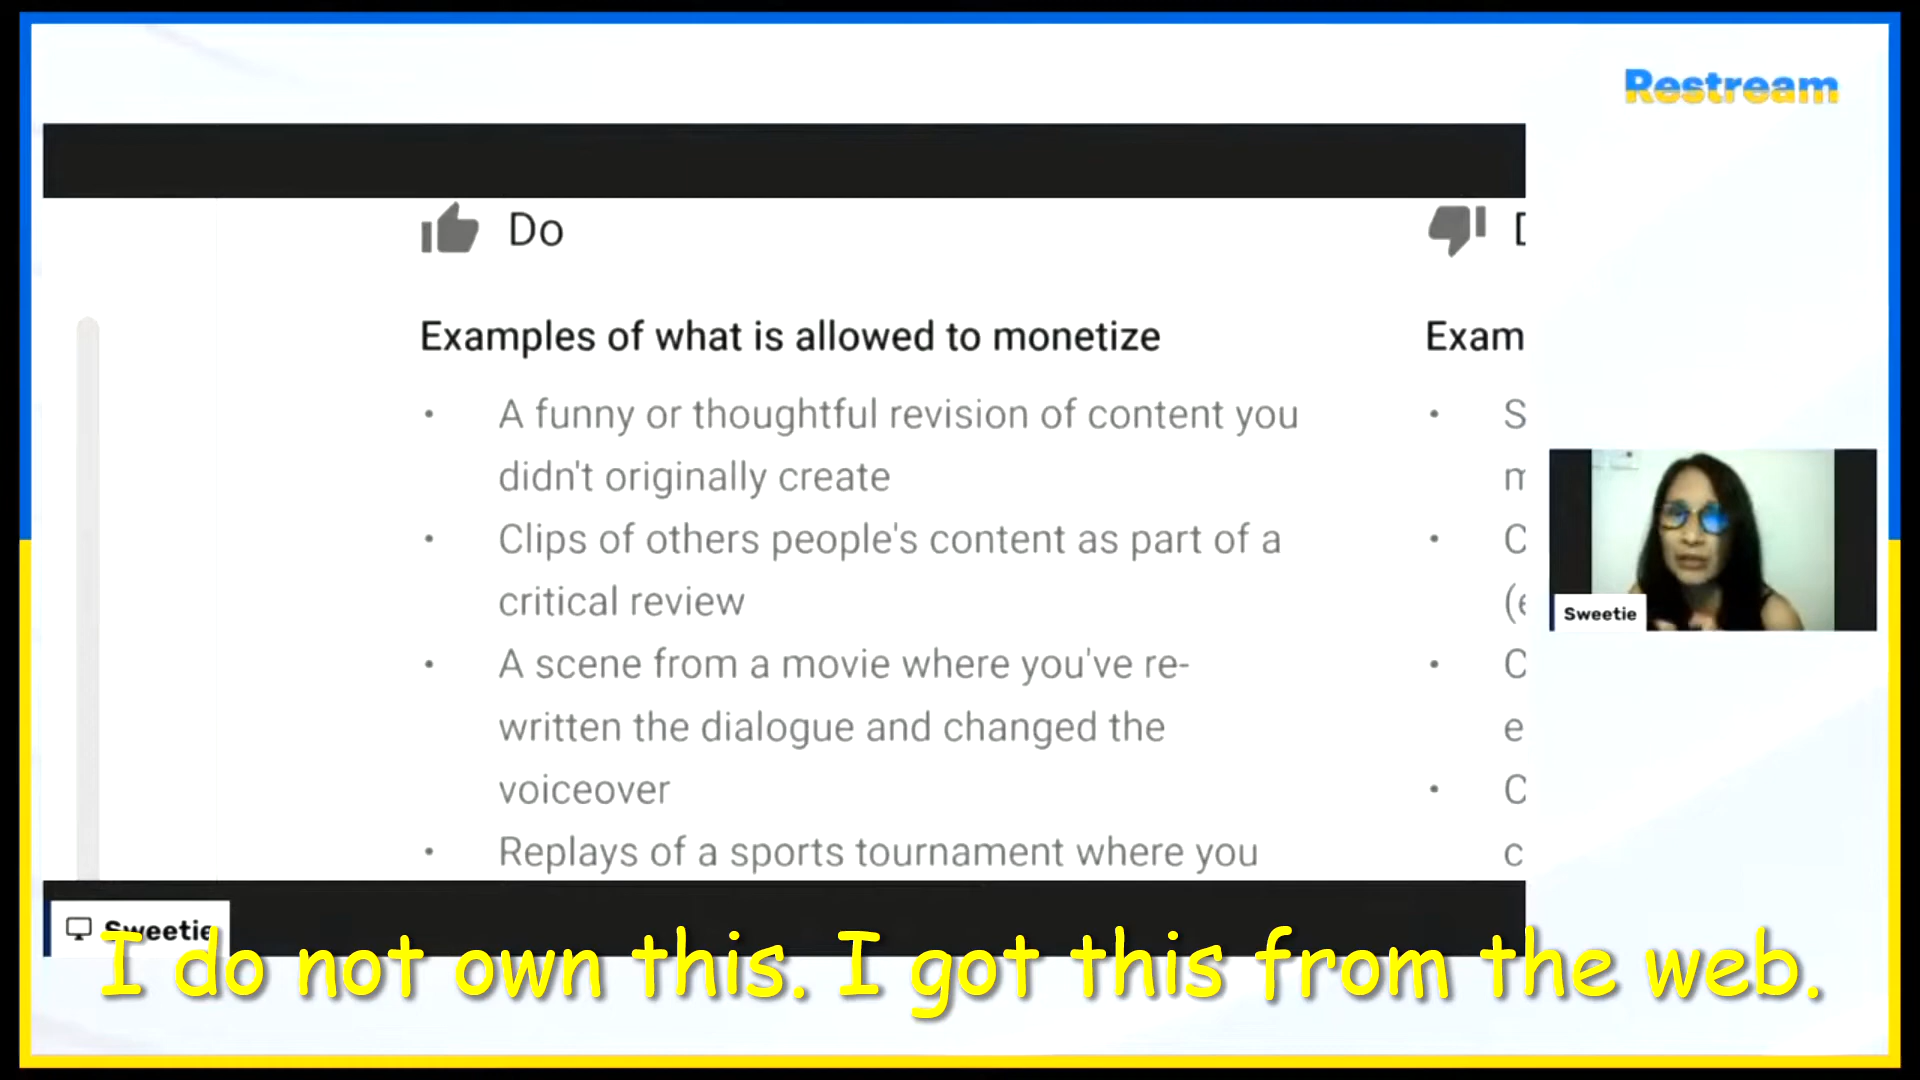 Restream
Do
Examples of what is allowed to monetize
• A funny or thoughtful revision of content you
didn't originally create
• Clips of others people's content as part of a
critical review
• A scene from a movie where you've re-
written the dialogue and changed the
voiceover
• Replays of a sports tournament where you
Exam
• S
m
• C
(e
• C
e
• C
c
Sweetie
Sweetie
I do not own this. I got this from the web.